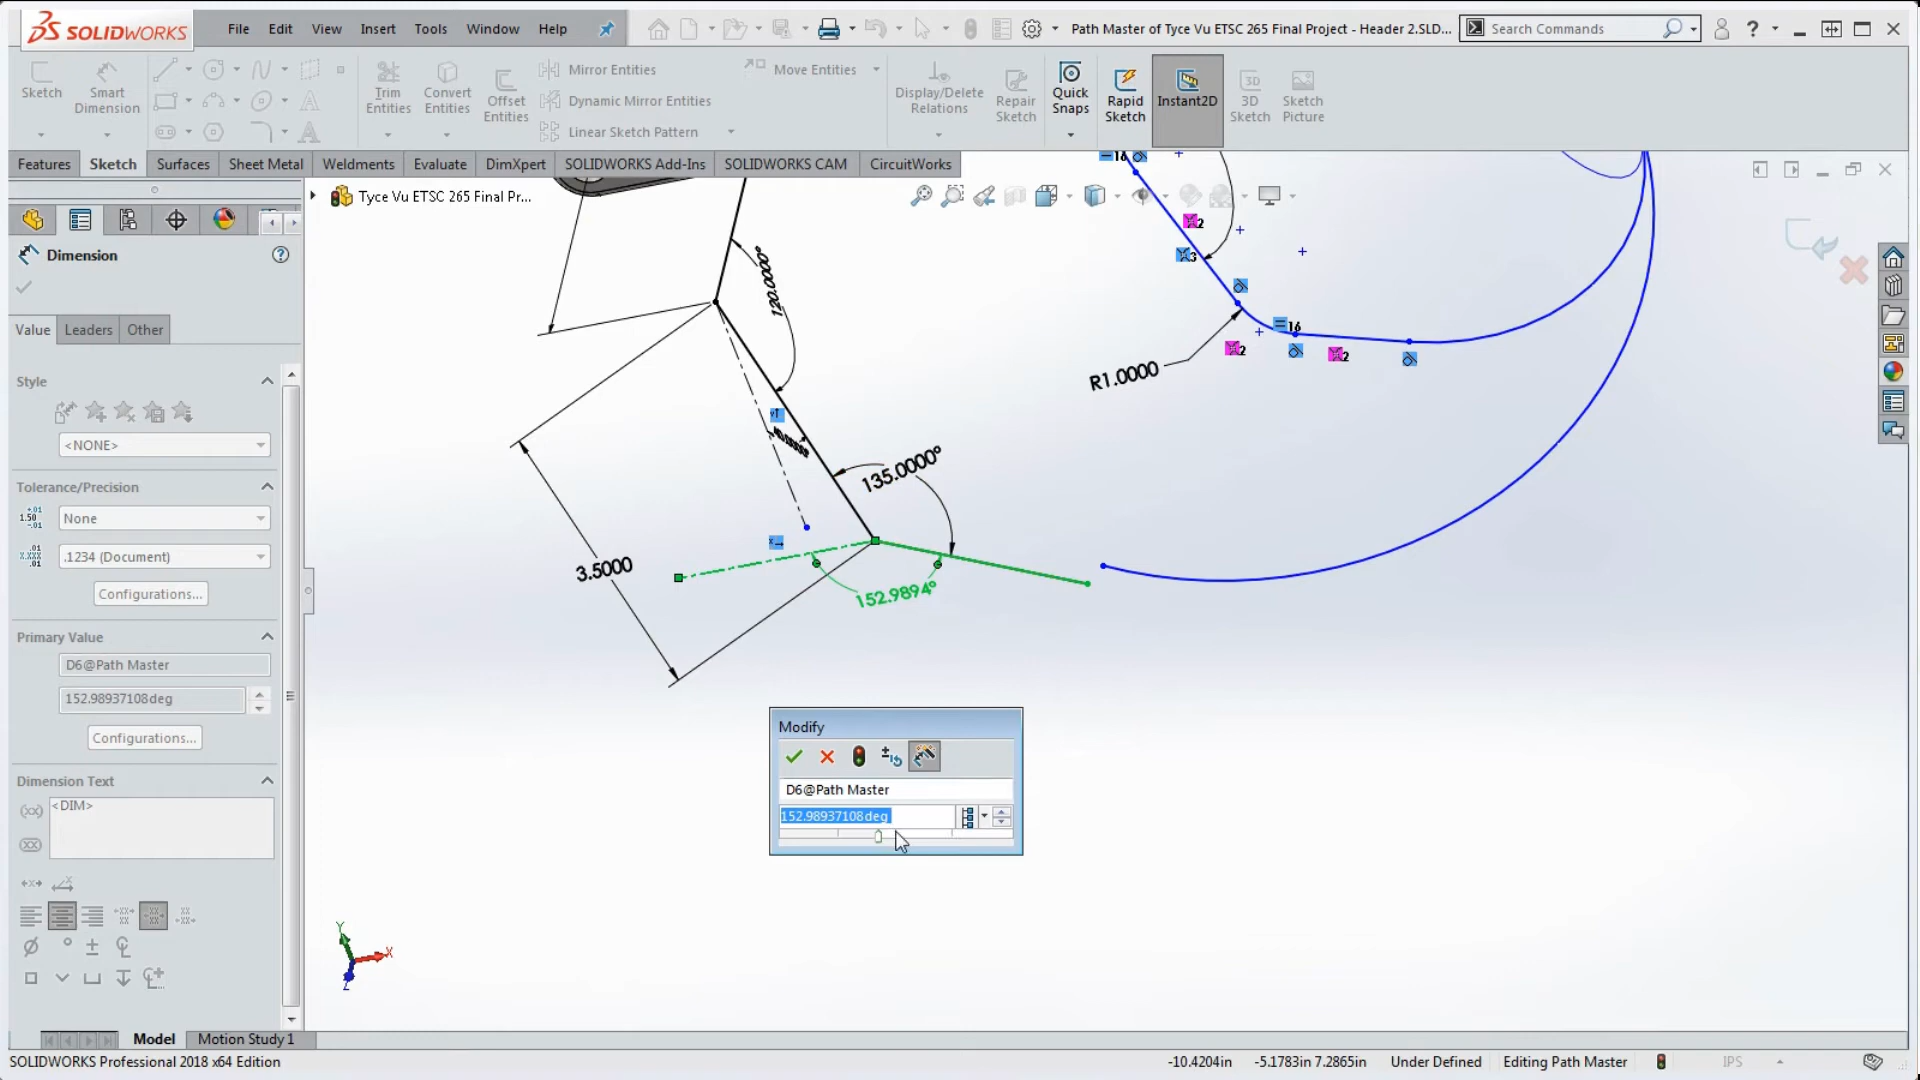 SOLIDWORKS
File Edit View Insert Tools Window Help
Path Master of Tyce Vu ETSC 265 Final Project - Header 2.SLD...
Search Commands
Sketch
Smart Dimension
Trim Entities
Convert Entities
Offset Entities
Mirror Entities
Dynamic Mirror Entities
Linear Sketch Pattern
Move Entities
Display/Delete Relations
Repair Sketch
Quick Snaps
Rapid Sketch
Instant2D
3D Sketch
Sketch Picture
Features Sketch Surfaces Sheet Metal Weldments Evaluate DimXpert SOLIDWORKS Add-Ins SOLIDWORKS CAM CircuitWorks
Tyce Vu ETSC 265 Final Pr...
Dimension
Value Leaders Other
Style
<NONE>
Tolerance/Precision
None
.1234 (Document)
Configurations...
Primary Value
D6@Path Master
152.98937108deg
Configurations...
Dimension Text
<DIM>
120.0000°
135.0000°
3.5000
152.9894°
R1.0000
16
2
3
16
2
2
Modify
D6@Path Master
152.98937108deg
Y
X
Z
Model Motion Study 1
SOLIDWORKS Professional 2018 x64 Edition
-10.4204in -5.1783in 7.2865in Under Defined Editing Path Master IPS